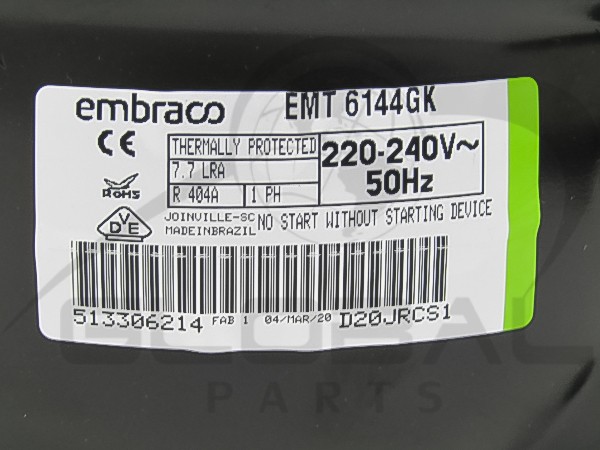 embraco EMT 6144GK
CE
THERMALLY PROTECTED
7.7 LRA
R 404A 1 PH
220-240V~
50Hz
RoHS
VDE
JOINVILLE-SC
MADEINBRAZIL
NO START WITHOUT STARTING DEVICE
513306214 FAB 1 04/MAR/20 D20JRCS1
GLOBAL
PARTS